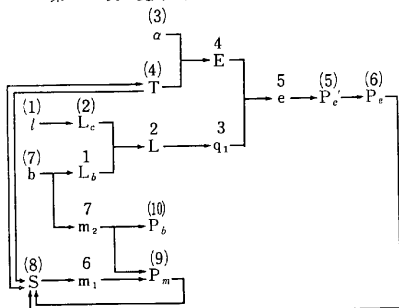 (3)
α
4
(4) E
T
5 (5) (6)
e P'e Pe
(1) (2)
l Lc
2 3
L q1
(7) 1
b Lb
7 (10)
m2 Pb
(8) 6 (9)
S m1 Pm